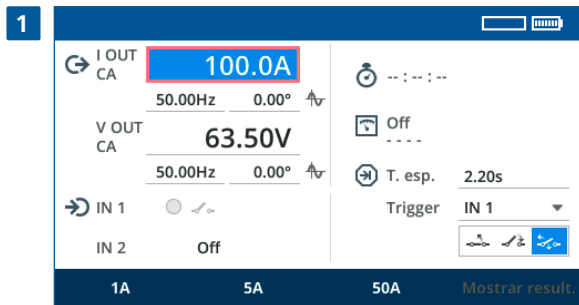 1
I OUT
CA
100.0A
50.00Hz 0.00°
V OUT
CA
63.50V
50.00Hz 0.00°
IN 1
IN 2 Off
-- : -- : --
Off
- - - -
T. esp. 2.20s
Trigger IN 1
1A 5A 50A Mostrar result.